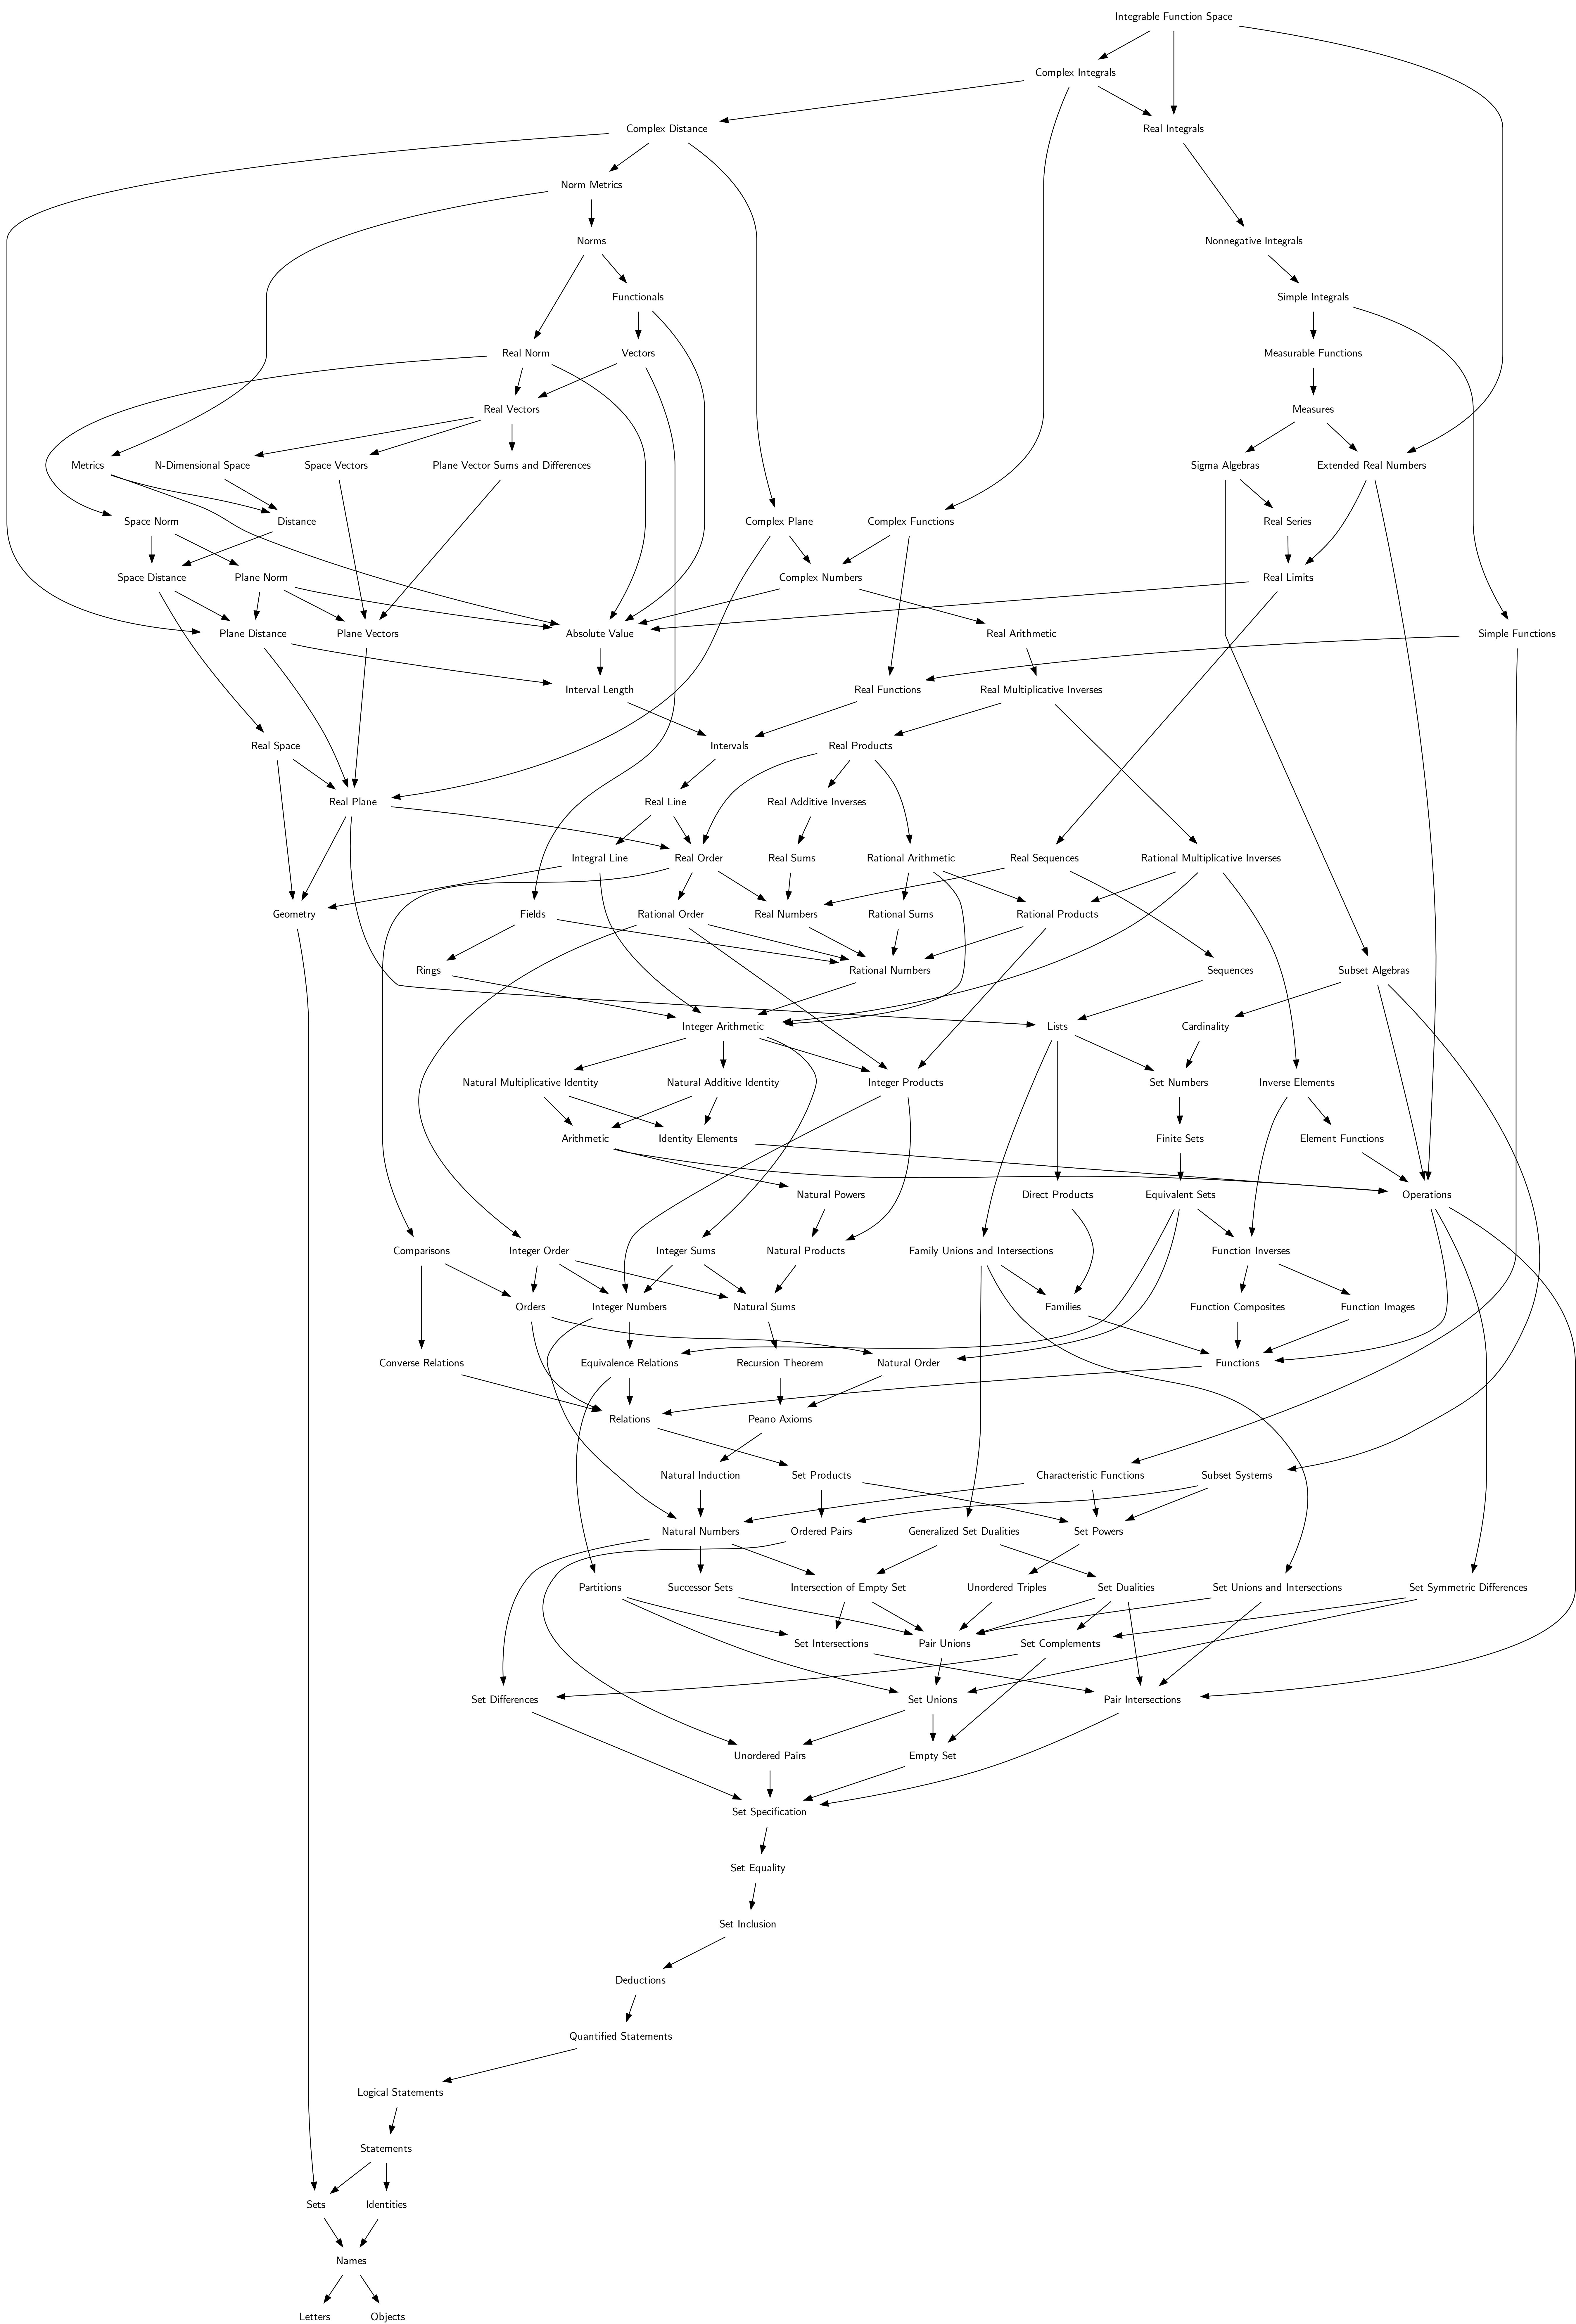 Integrable Function Space
Complex Integrals
Complex Distance
Real Integrals
Norm Metrics
Norms
Nonnegative Integrals
Functionals
Simple Integrals
Real Norm
Vectors
Measurable Functions
Real Vectors
Measures
Metrics
N-Dimensional Space
Space Vectors
Plane Vector Sums and Differences
Sigma Algebras
Extended Real Numbers
Space Norm
Distance
Complex Plane
Complex Functions
Real Series
Space Distance
Plane Norm
Complex Numbers
Real Limits
Plane Distance
Plane Vectors
Absolute Value
Real Arithmetic
Simple Functions
Interval Length
Real Functions
Real Multiplicative Inverses
Real Space
Intervals
Real Products
Real Plane
Real Line
Real Additive Inverses
Integral Line
Real Order
Real Sums
Rational Arithmetic
Real Sequences
Rational Multiplicative Inverses
Geometry
Fields
Rational Order
Real Numbers
Rational Sums
Rational Products
Rings
Rational Numbers
Sequences
Subset Algebras
Integer Arithmetic
Lists
Cardinality
Natural Multiplicative Identity
Natural Additive Identity
Integer Products
Set Numbers
Inverse Elements
Arithmetic
Identity Elements
Finite Sets
Element Functions
Natural Powers
Direct Products
Equivalent Sets
Operations
Comparisons
Integer Order
Integer Sums
Natural Products
Family Unions and Intersections
Function Inverses
Orders
Integer Numbers
Natural Sums
Families
Function Composites
Function Images
Converse Relations
Equivalence Relations
Recursion Theorem
Natural Order
Functions
Relations
Peano Axioms
Natural Induction
Set Products
Characteristic Functions
Subset Systems
Natural Numbers
Ordered Pairs
Generalized Set Dualities
Set Powers
Partitions
Successor Sets
Intersection of Empty Set
Unordered Triples
Set Dualities
Set Unions and Intersections
Set Symmetric Differences
Set Intersections
Pair Unions
Set Complements
Set Differences
Set Unions
Pair Intersections
Unordered Pairs
Empty Set
Set Specification
Set Equality
Set Inclusion
Deductions
Quantified Statements
Logical Statements
Statements
Sets
Identities
Names
Letters
Objects